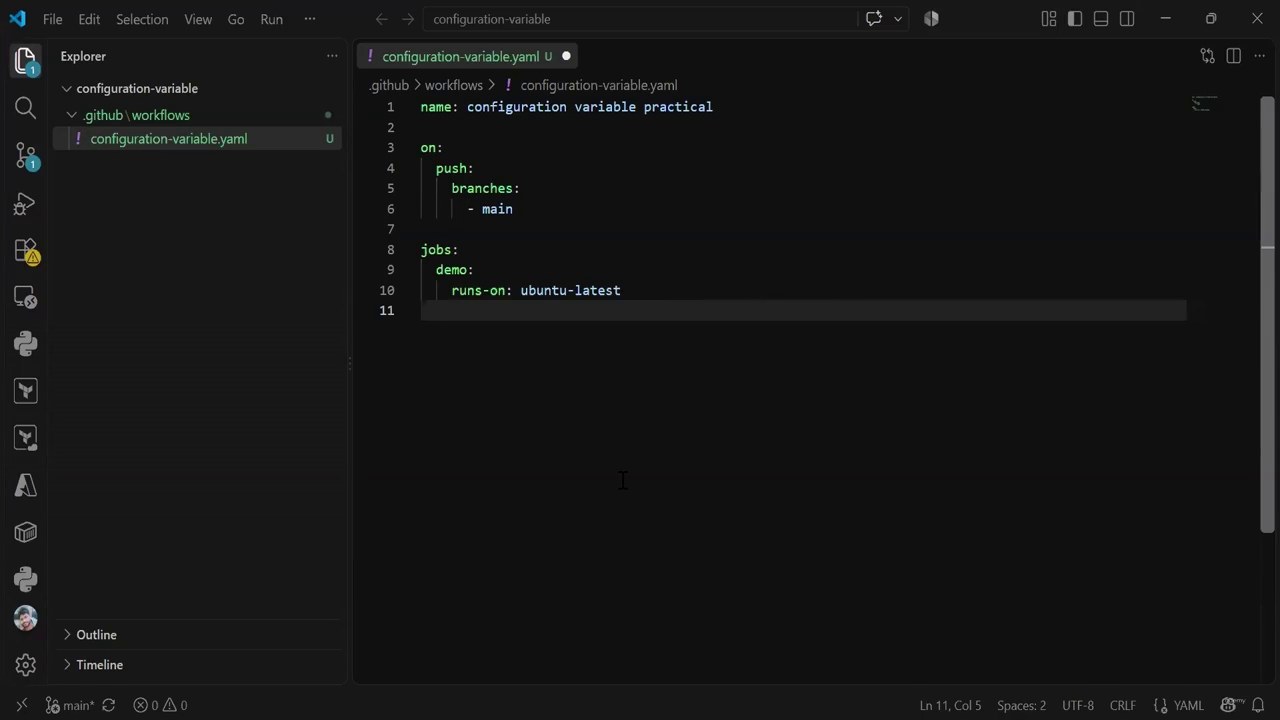 File Edit Selection View Go Run ···
configuration-variable
Explorer
configuration-variable
.github\workflows
configuration-variable.yaml U
1
1
configuration-variable.yaml U
.github > workflows > configuration-variable.yaml
1 name: configuration variable practical
2
3 on:
4 push:
5 branches:
6 - main
7
8 jobs:
9 demo:
10 runs-on: ubuntu-latest
11
Outline
Timeline
main* 0 0 Ln 11, Col 5 Spaces: 2 UTF-8 CRLF {} YAML